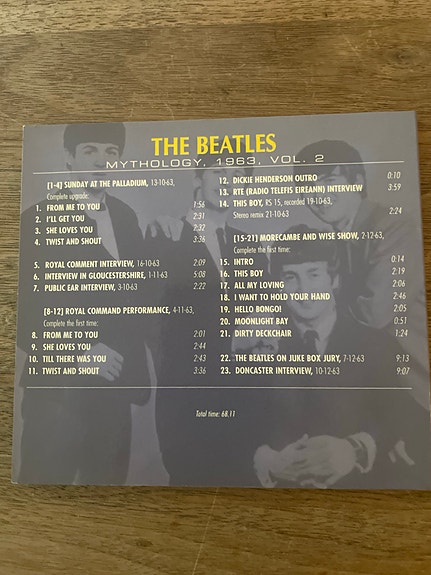 THE BEATLES
MYTHOLOGY, 1963, VOL. 2
[1-4] SUNDAY AT THE PALLADIUM, 13-10-63,
Complete upgrade:
1. FROM ME TO YOU 1:56
2. I'LL GET YOU 2:31
3. SHE LOVES YOU 2:32
4. TWIST AND SHOUT 3:36
5. ROYAL COMMENT INTERVIEW, 16-10-63 2:09
6. INTERVIEW IN GLOUCESTERSHIRE, 1-11-63 5:08
7. PUBLIC EAR INTERVIEW, 3-10-63 2:22
[8-12] ROYAL COMMAND PERFORMANCE, 4-11-63,
Complete the first time:
8. FROM ME TO YOU 2:01
9. SHE LOVES YOU 2:44
10. TILL THERE WAS YOU 2:43
11. TWIST AND SHOUT 3:36
12. DICKIE HENDERSON OUTRO 0:10
13. RTE (RADIO TELEFIS EIREANN) INTERVIEW 3:59
14. THIS BOY, RS 15, recorded 19-10-63,
Stereo remix 21-10-63 2:24
[15-21] MORECAMBE AND WISE SHOW, 2-12-63,
Complete the first time:
15. INTRO 0:14
16. THIS BOY 2:19
17. ALL MY LOVING 2:06
18. I WANT TO HOLD YOUR HAND 2:46
19. HELLO BONGO! 2:05
20. MOONLIGHT BAY 0:51
21. DIRTY DECKCHAIR 1:24
22. THE BEATLES ON JUKE BOX JURY, 7-12-63 9:13
23. DONCASTER INTERVIEW, 10-12-63 9:07
Total time: 68.11